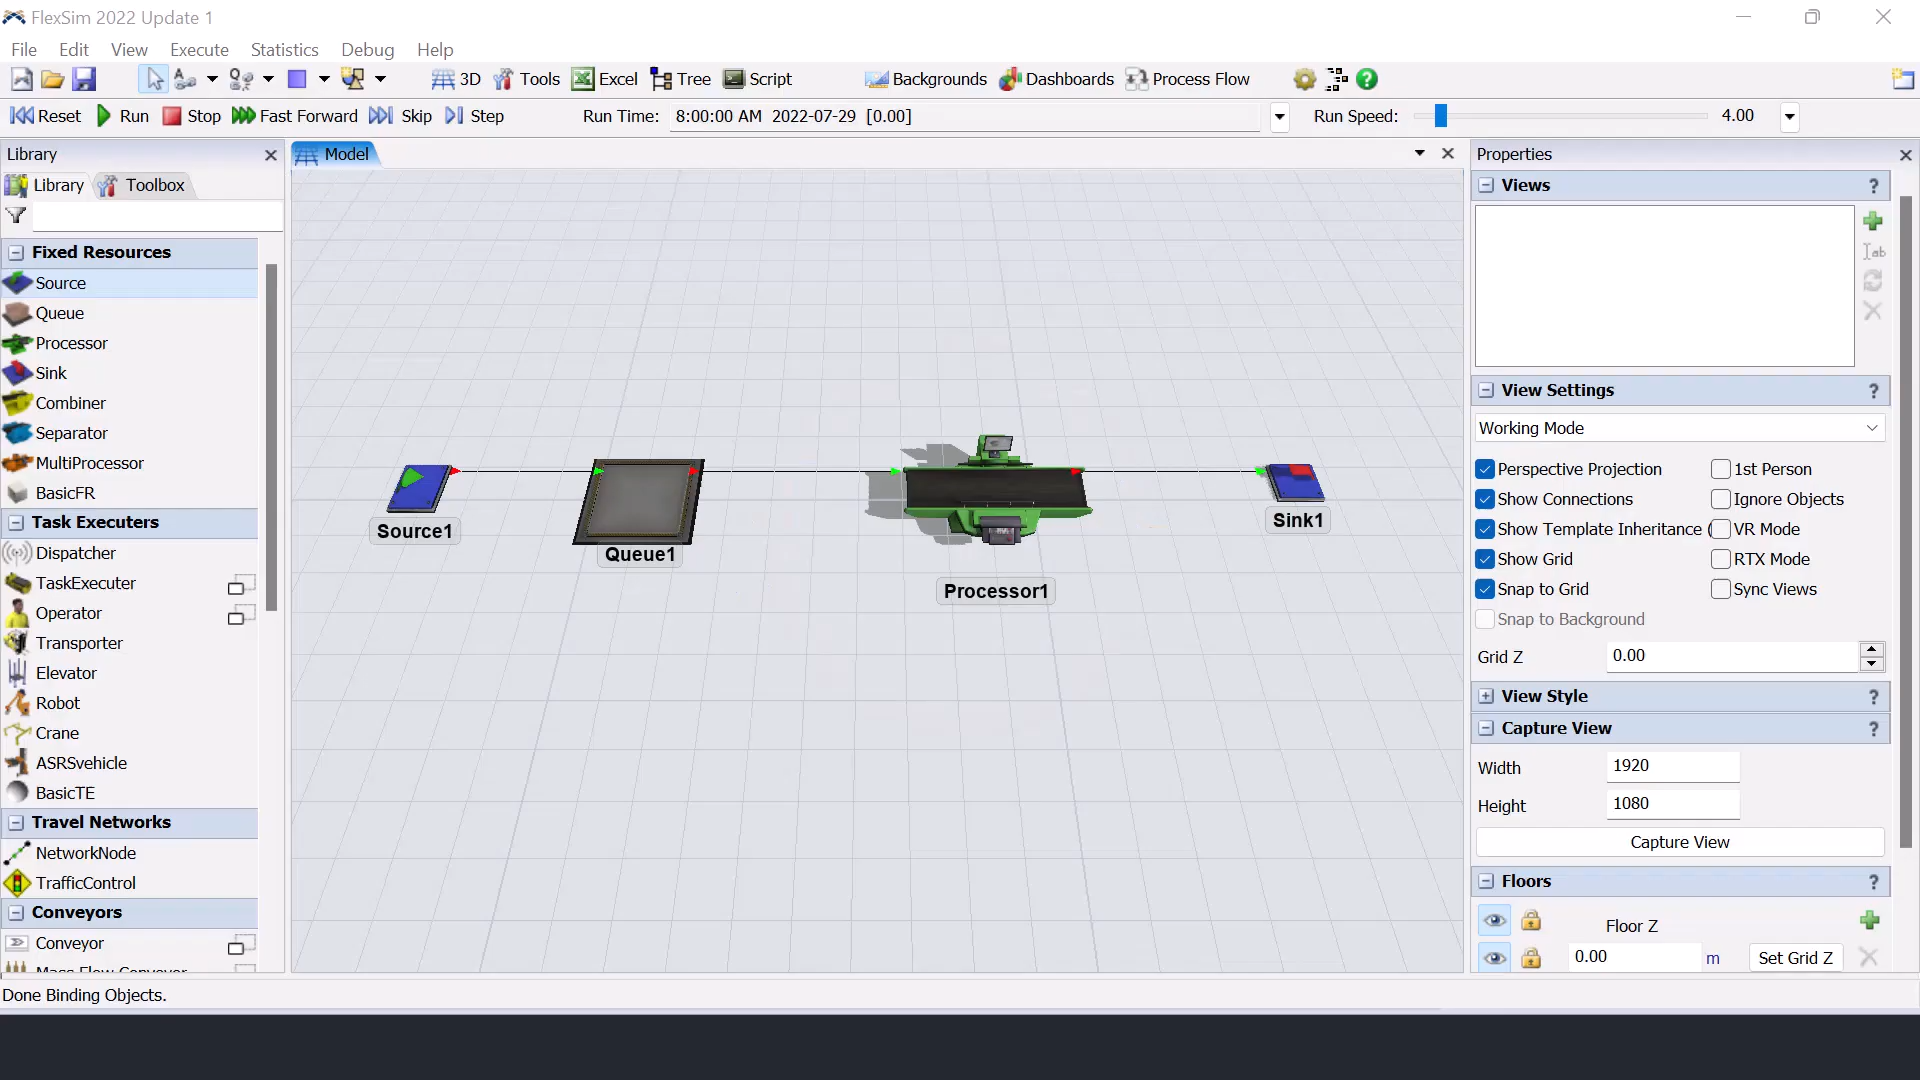 FlexSim 2022 Update 1
File Edit View Execute Statistics Debug Help
3D Tools Excel Tree Script Backgrounds Dashboards Process Flow
Reset Run Stop Fast Forward Skip Step Run Time: 8:00:00 AM 2022-07-29 [0.00] Run Speed: 4.00
Library
Library Toolbox
Fixed Resources
Source
Queue
Processor
Sink
Combiner
Separator
MultiProcessor
BasicFR
Task Executers
Dispatcher
TaskExecuter
Operator
Transporter
Elevator
Robot
Crane
ASRSvehicle
BasicTE
Travel Networks
NetworkNode
TrafficControl
Conveyors
Conveyor
Mass Flow Conveyor
Model
Source1
Queue1
Processor1
Sink1
Properties
Views ?
ab
View Settings ?
Working Mode
Perspective Projection 1st Person
Show Connections Ignore Objects
Show Template Inheritance ( VR Mode
Show Grid RTX Mode
Snap to Grid Sync Views
Snap to Background
Grid Z 0.00
View Style ?
Capture View ?
Width 1920
Height 1080
Capture View
Floors ?
Floor Z
0.00 m Set Grid Z
Done Binding Objects.